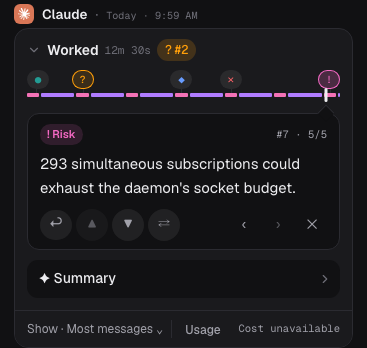 Claude · Today · 9:59 AM
Worked 12m 30s ? #2
?
!
! Risk #7 · 5/5
293 simultaneous subscriptions could
exhaust the daemon's socket budget.
Summary
Show · Most messages Usage Cost unavailable